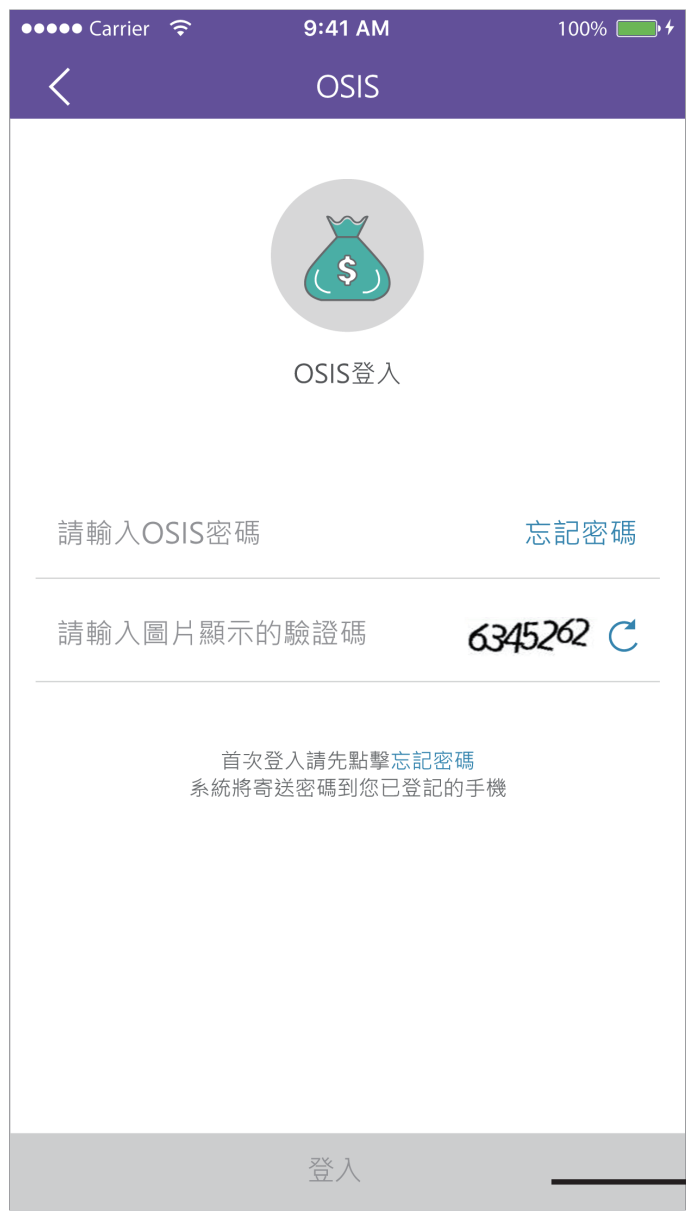 Carrier 9:41 AM 100%
OSIS
$
OSIS登入
請輸入OSIS密碼 忘記密碼
請輸入圖片顯示的驗證碼 6345262
首次登入請先點擊忘記密碼
系統將寄送密碼到您已登記的手機
登入